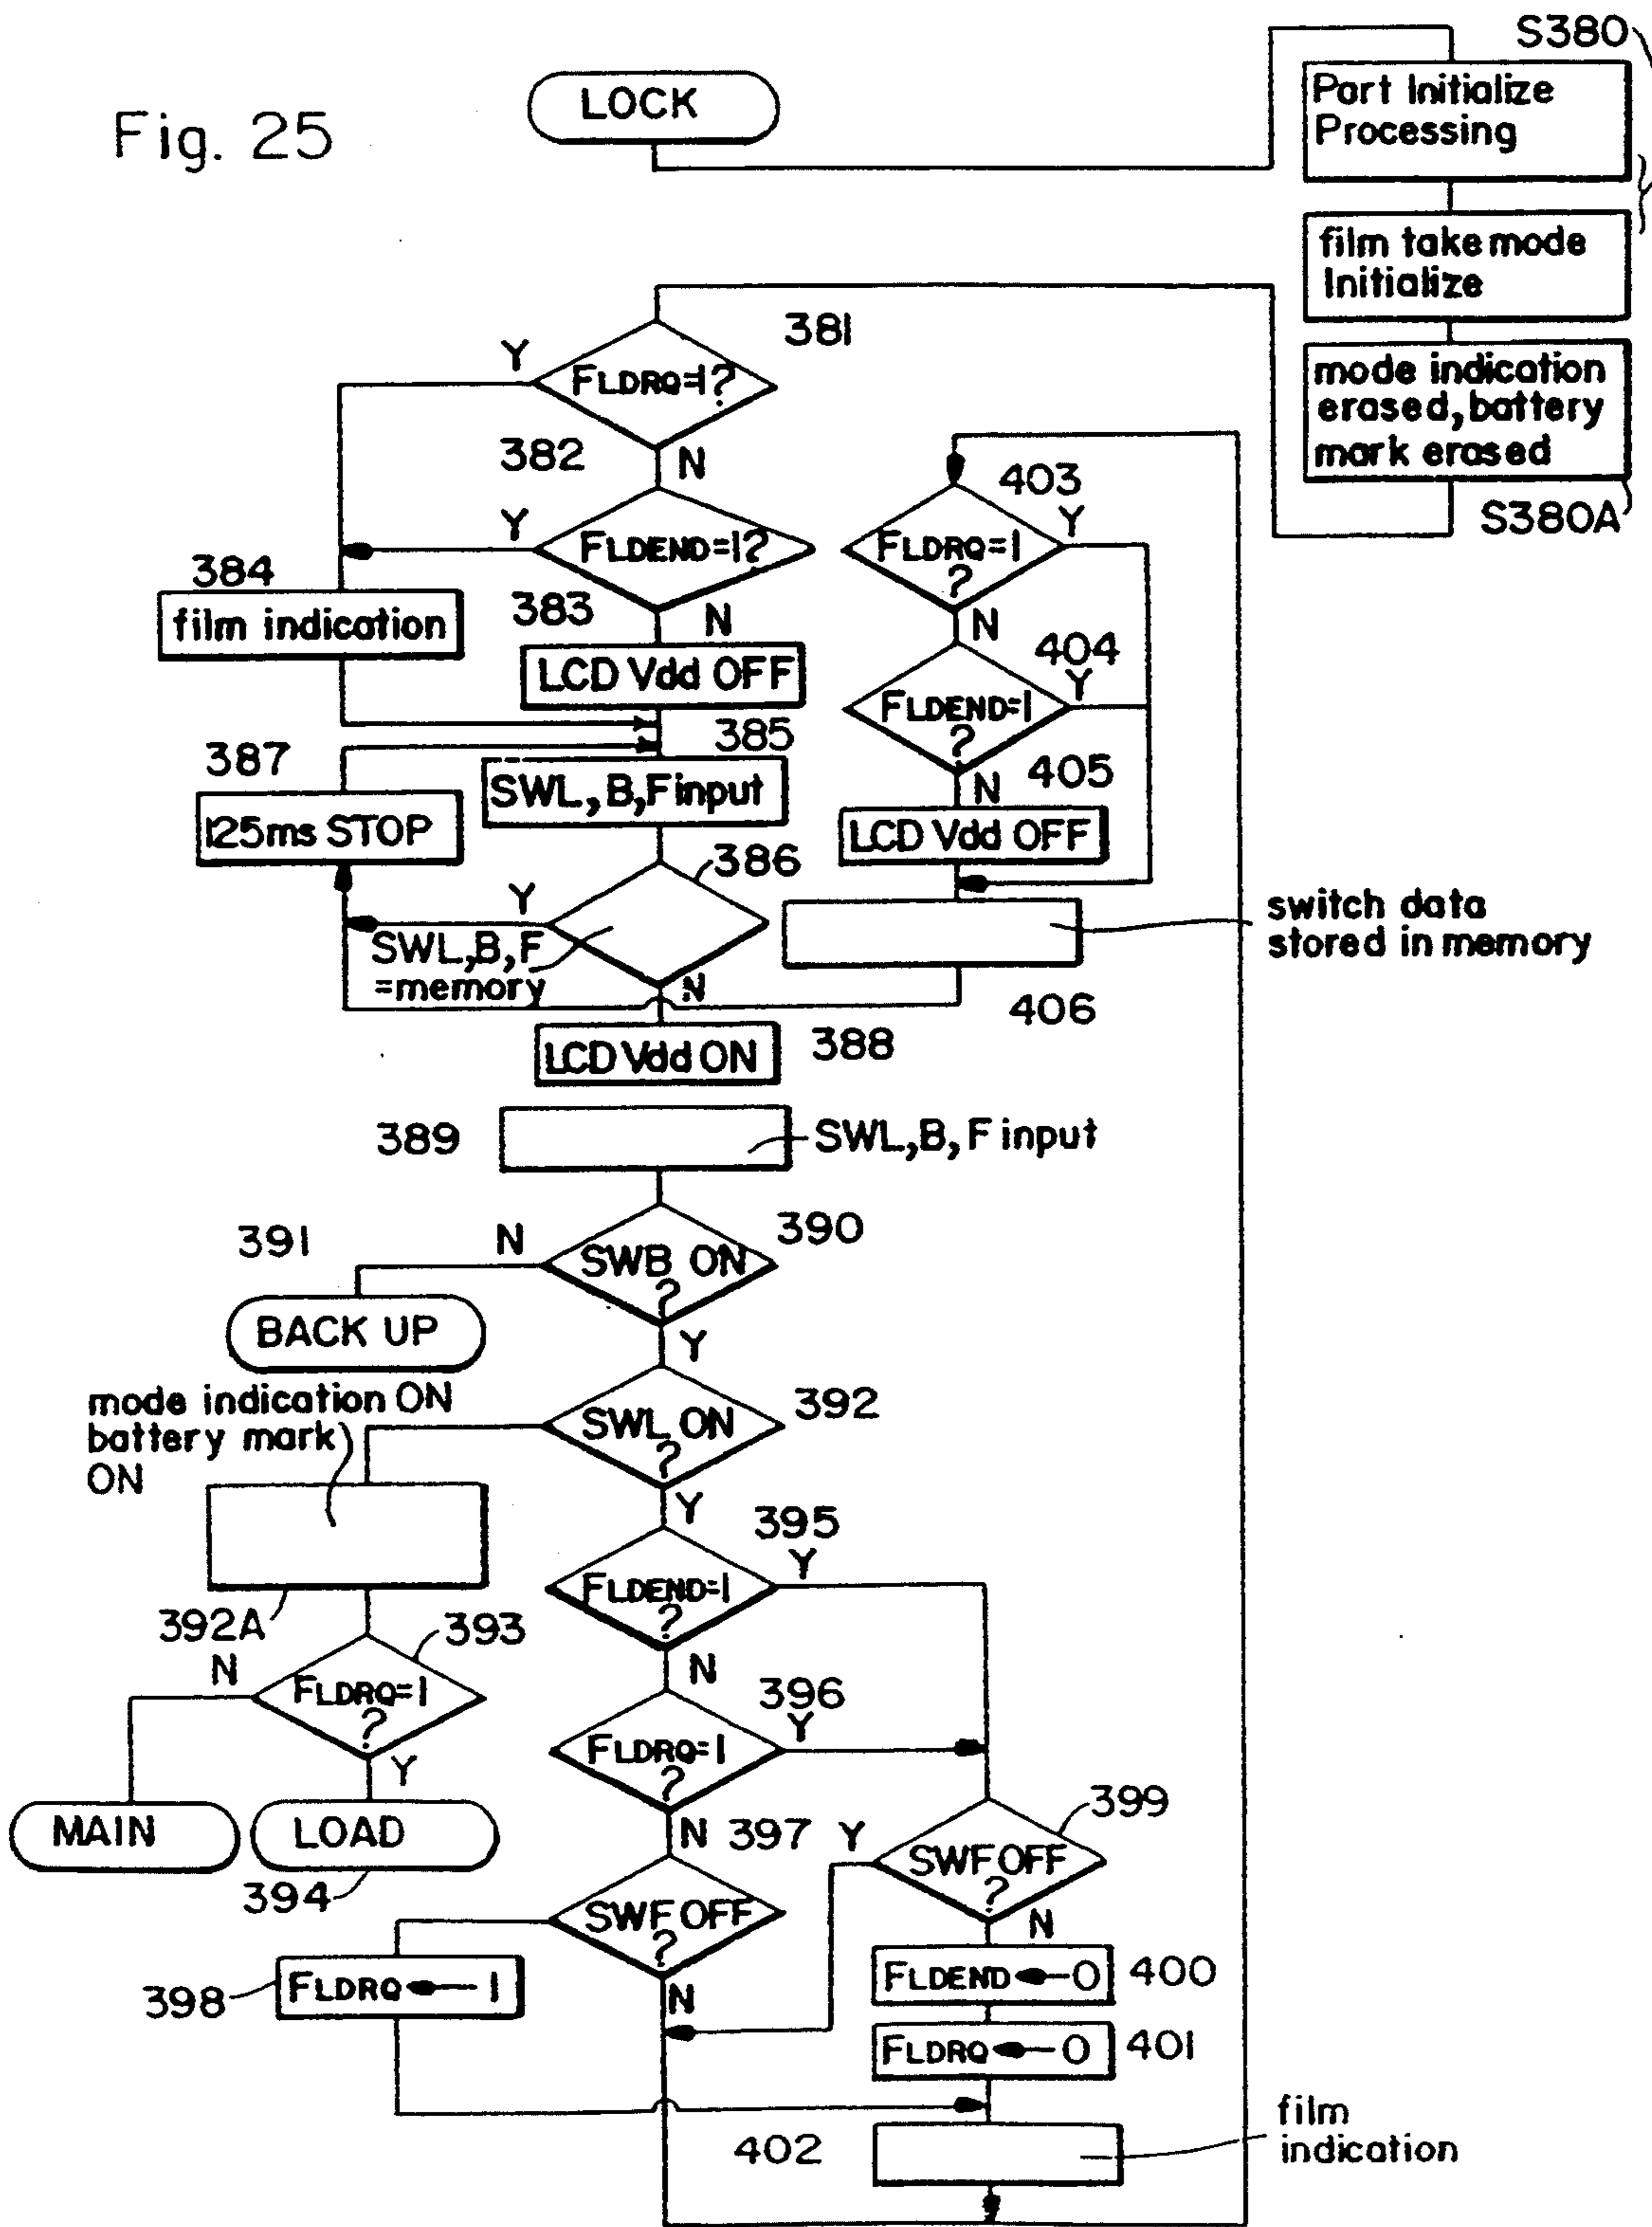 Fig. 25
LOCK
S380
Part Initialize
Processing
film take mode
Initialize
mode indication
erased, battery
mark erased
S380A
381
Y
FLDRQ=1?
N
382
Y
FLDEND=1?
N
384
film indication
383
LCD Vdd OFF
385
SWL, B, F input
387
125ms STOP
386
Y
SWL, B, F
=memory
N
403
FLDRQ=1
?
Y
N
404
FLDEND=1
?
Y
N
405
LCD Vdd OFF
switch data
stored in memory
406
LCD Vdd ON
388
389
SWL, B, F input
390
SWB ON
?
N
Y
391
BACK UP
392
SWL ON
?
Y
mode indication ON
battery mark
ON
392A
393
FLDRQ=1
?
N
Y
MAIN
LOAD
394
395
FLDEND=1
?
Y
N
396
FLDRQ=1
?
Y
N
397
SWF OFF
?
N
398
FLDRQ ← 1
399
SWF OFF
?
Y
N
FLDEND ← 0
400
FLDRQ ← 0
401
402
film
indication